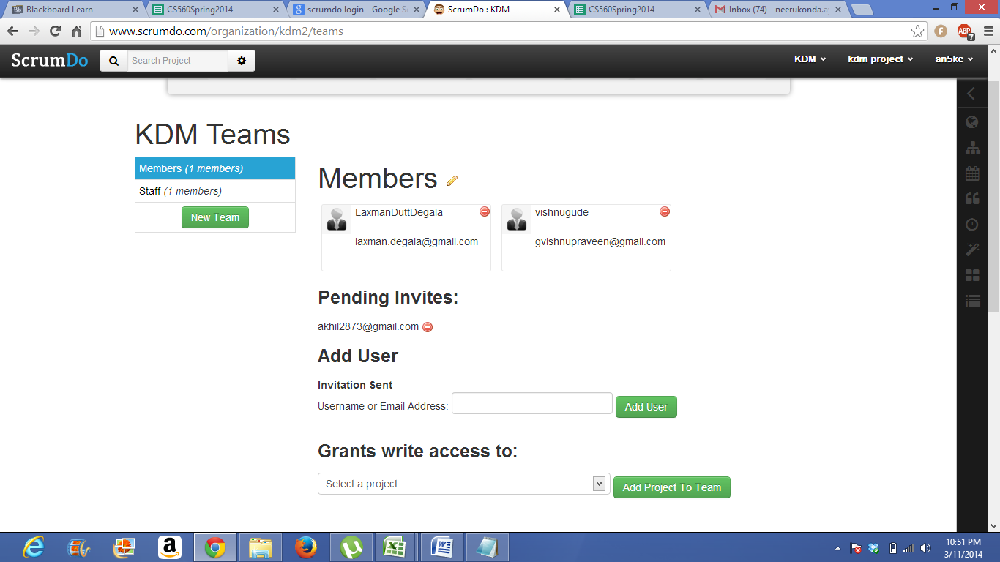 Blackboard Learn
CS560Spring2014
scrumdo login - Google S
ScrumDo : KDM
CS560Spring2014
Inbox (74) - neerukonda.a
www.scrumdo.com/organization/kdm2/teams
F
ABP
7
ScrumDo
Search Project
KDM
kdm project
an5kc
KDM Teams
Members (1 members)
Staff (1 members)
New Team
Members
LaxmanDuttDegala
laxman.degala@gmail.com
vishnugude
gvishnupraveen@gmail.com
Pending Invites:
akhil2873@gmail.com
Add User
Invitation Sent
Username or Email Address:
Add User
Grants write access to:
Select a project...
Add Project To Team
10:51 PM
3/11/2014